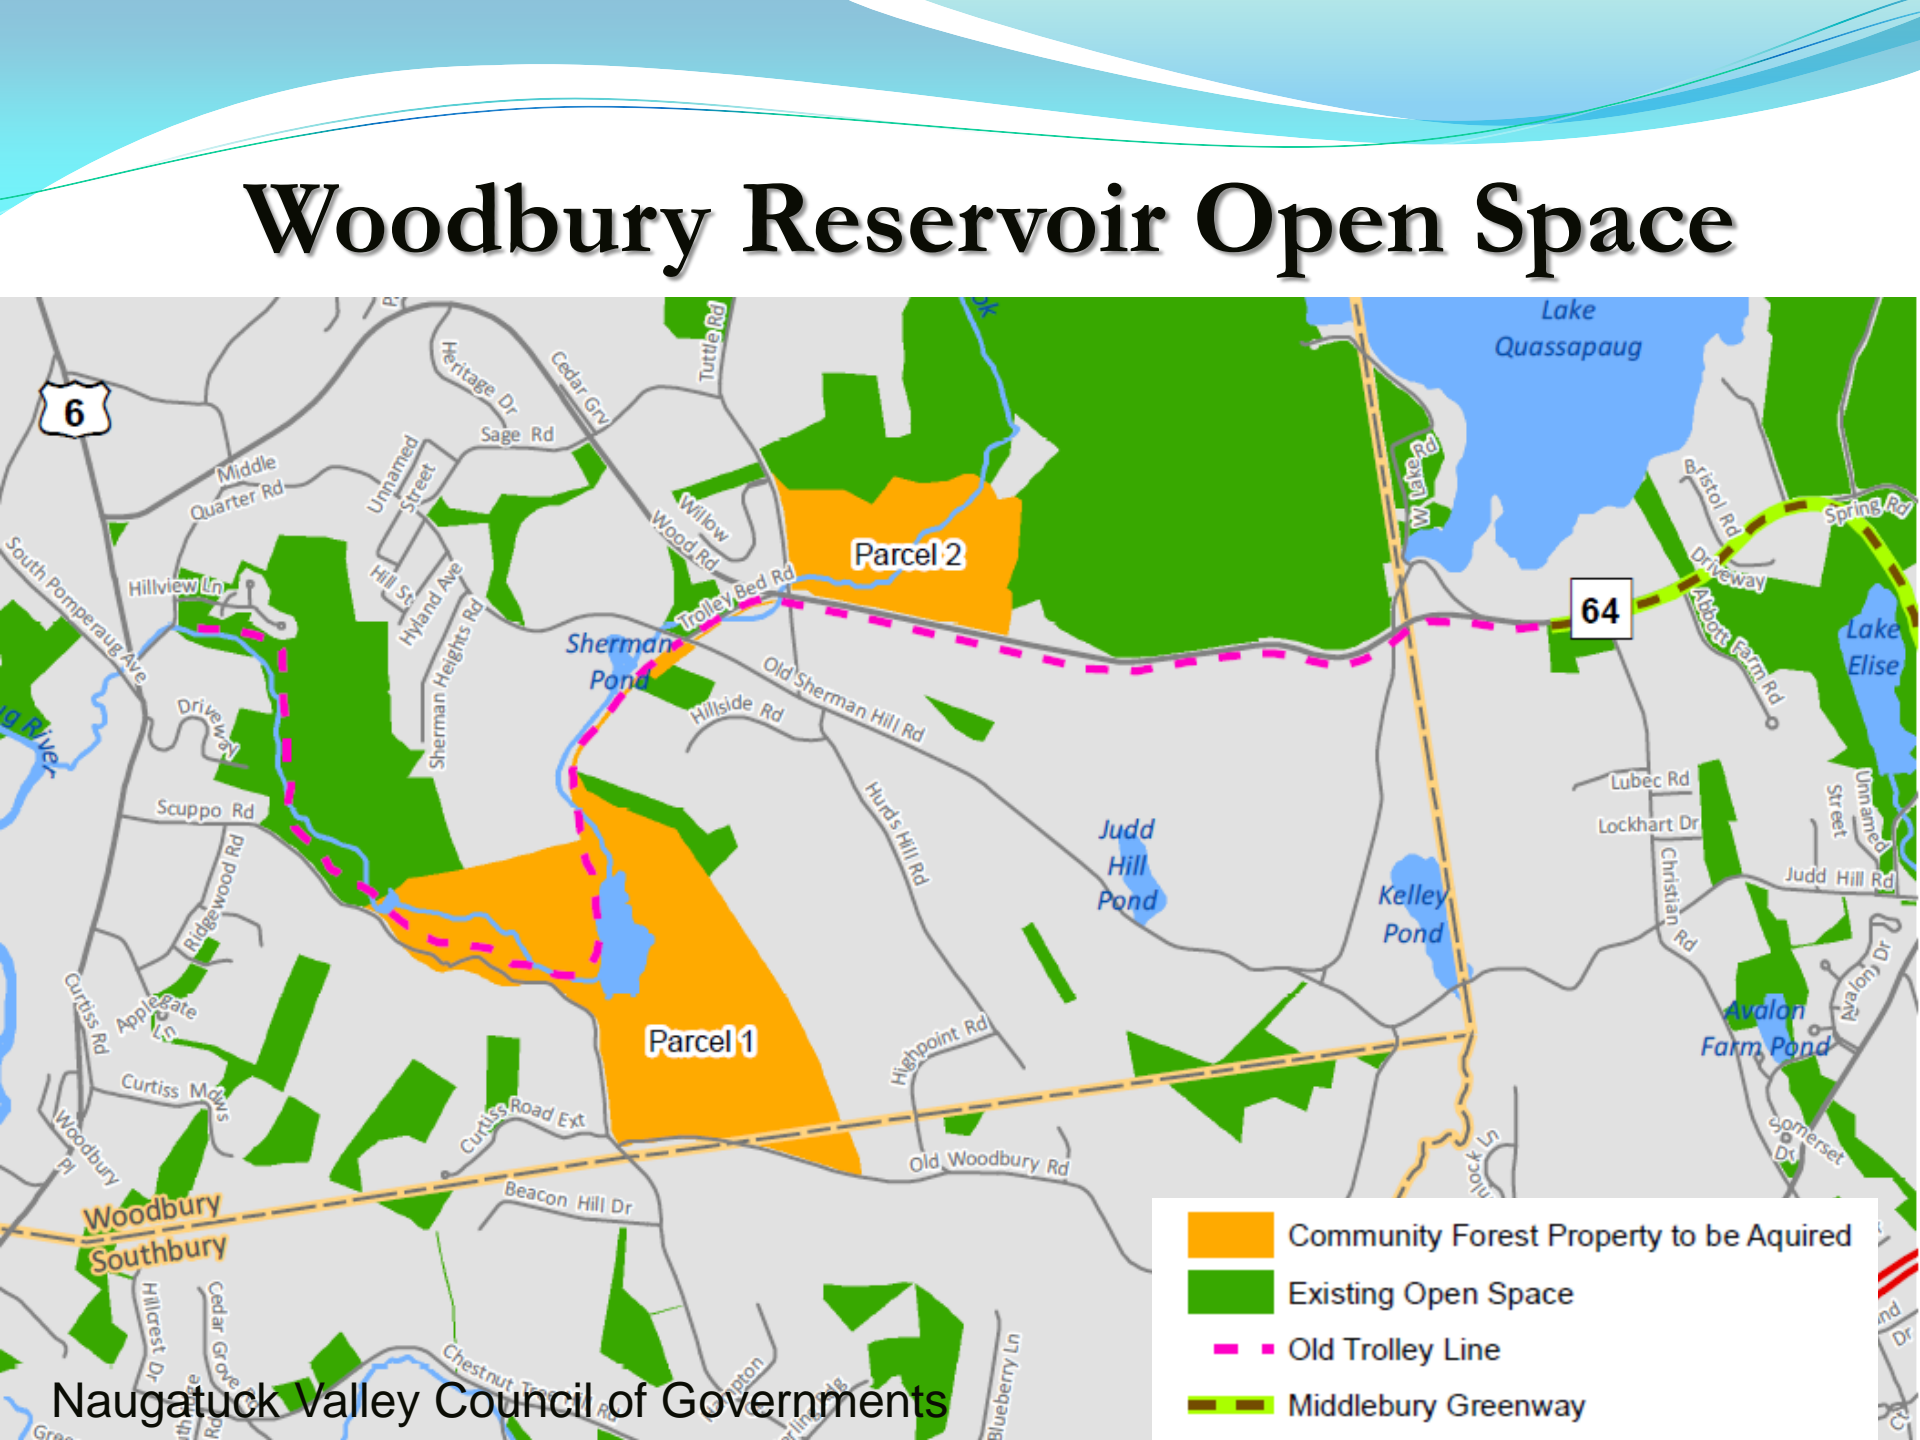 Woodbury Reservoir Open Space
Lake
Quassapaug
ok
Tuttle Rd
Heritage Dr
Cedar Grv
6
Sage Rd
Middle
Quarter Rd
Unnamed
Street
W Lake Rd
Bristol Rd
Spring Rd
Willow
Wood Rd
Parcel 2
South Pomperaug Ave
Hillview Ln
Hill St
Hyland Ave
Trolley Bed Rd
Driveway
64
Abbott Farm Rd
Lake
Elise
Sherman
Pond
Sherman Heights Rd
Old Sherman Hill Rd
Hillside Rd
Driveway
ug River
Scuppo Rd
Ridgewood Rd
Hurds Hill Rd
Judd
Hill
Pond
Kelley
Pond
Lubec Rd
Lockhart Dr
Christian Rd
Unnamed
Street
Judd Hill Rd
Avalon Dr
Avalon
Farm Pond
Curtiss Rd
Applegate
Ln
Parcel 1
Highpoint Rd
Curtiss Mdws
Curtiss Road Ext
Woodbury
Pl
Old Woodbury Rd
Somerset
Dr
Beacon Hill Dr
Woodbury
Southbury
Hillcrest Dr
Cedar Grove Rd
Blueberry Ln
Community Forest Property to be Aquired
Existing Open Space
Old Trolley Line
Middlebury Greenway
Naugatuck Valley Council of Governments